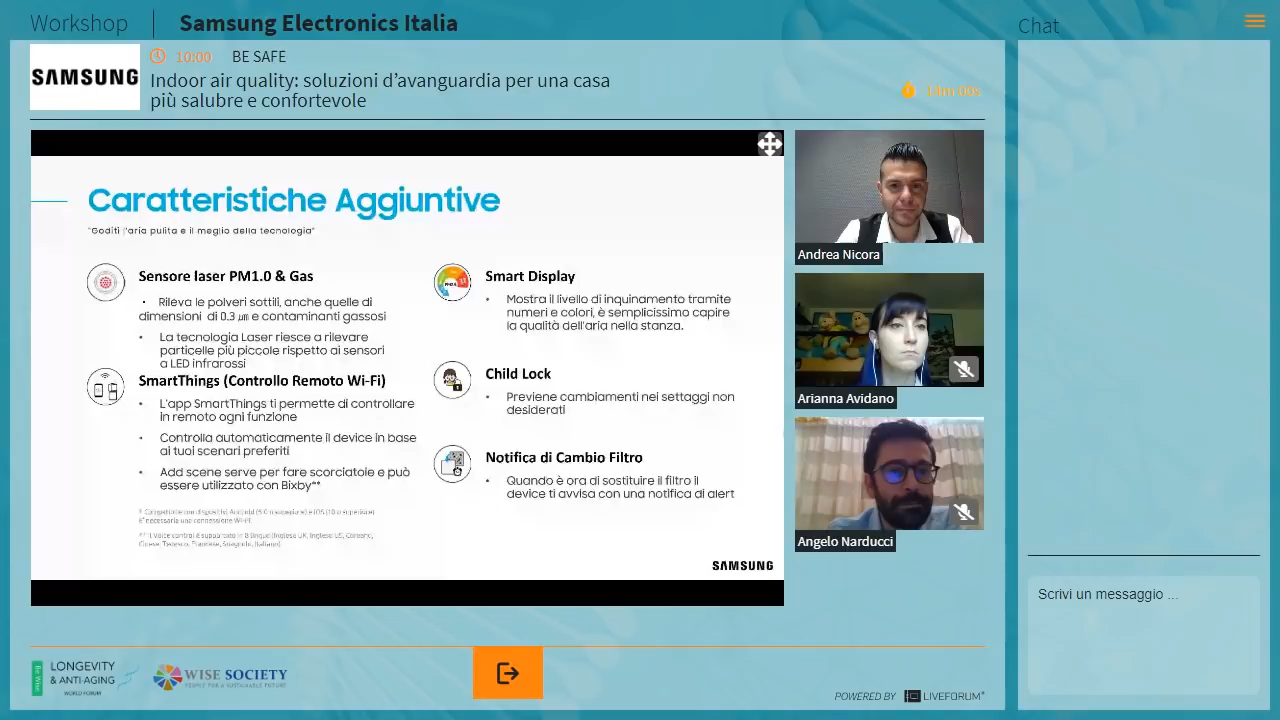 Workshop
Samsung Electronics Italia
Chat
SAMSUNG
10:00
BE SAFE
Indoor air quality: soluzioni d'avanguardia per una casa
più salubre e confortevole
Caratteristiche Aggiuntive
"Goditi l'aria pulita e il meglio della tecnologia"
Sensore laser PM1.0 & Gas
· Rileva le polveri sottili, anche quelle di
dimensioni di 0.3 ㎛ e contaminanti gassosi
• La tecnologia Laser riesce a rilevare
particelle più piccole rispetto ai sensori
a LED infrarossi
SmartThings (Controllo Remoto Wi-Fi)
• L'app SmartThings ti permette di controllare
in remoto ogni funzione
• Controlla automaticamente il device in base
ai tuoi scenari preferiti
• Add scene serve per fare scorciatoie e può
essere utilizzato con Bixby**
Smart Display
• Mostra il livello di inquinamento tramite
numeri e colori, è semplicissimo capire
la qualità dell'aria nella stanza.
Child Lock
• Previene cambiamenti nei settaggi non
desiderati
Notifica di Cambio Filtro
• Quando è ora di sostituire il filtro il
device ti avvisa con una notifica di alert
SAMSUNG
Andrea Nicora
Arianna Avidano
Angelo Narducci
Scrivi un messaggio ...
Be Wise
LONGEVITY
& ANTI-AGING
WORLD FORUM
WISE SOCIETY
PEOPLE FOR A SUSTAINABLE FUTURE
POWERED BY LIVEFORUM